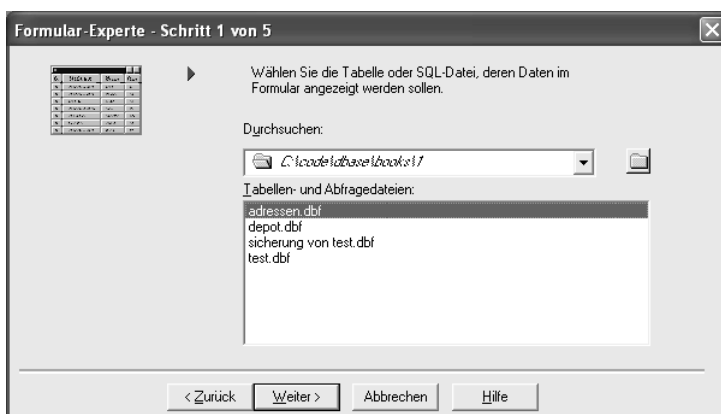 Formular-Experte - Schritt 1 von 5
Wählen Sie die Tabelle oder SQL-Datei, deren Daten im
Formular angezeigt werden sollen.
Durchsuchen:
C:\code\dbase\books\1
Tabellen- und Abfragedateien:
adressen.dbf
depot.dbf
sicherung von test.dbf
test.dbf
< Zurück
Weiter >
Abbrechen
Hilfe